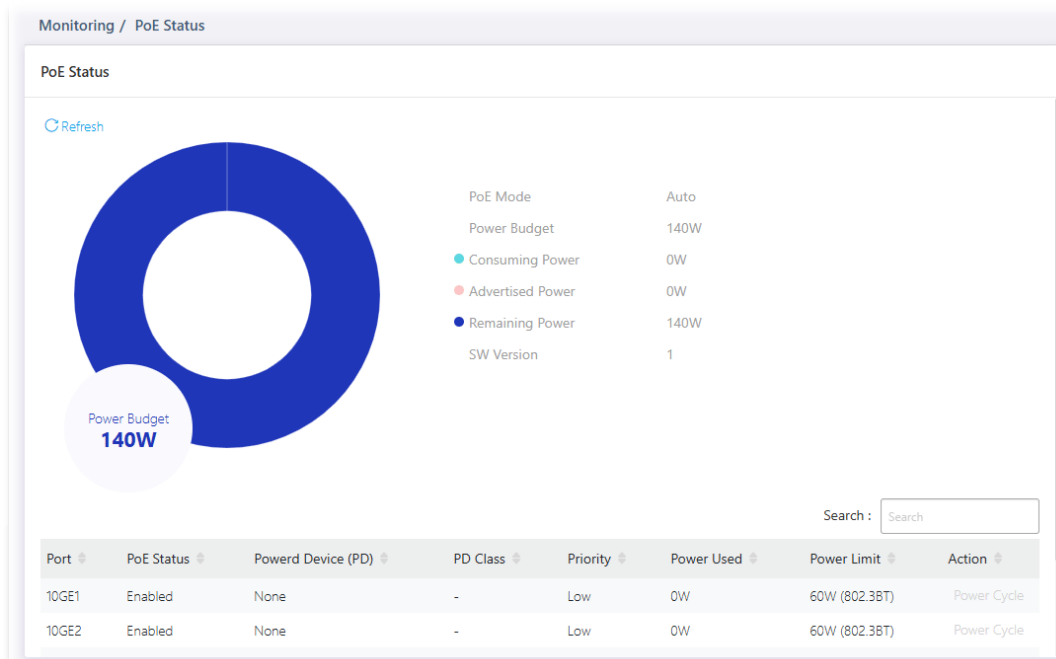 Monitoring / PoE Status
PoE Status
Refresh
PoE Mode Auto
Power Budget 140W
Consuming Power 0W
Advertised Power 0W
Remaining Power 140W
SW Version 1
Power Budget
140W
Search : Search
Port PoE Status Powerd Device (PD) PD Class Priority Power Used Power Limit Action
10GE1 Enabled None - Low 0W 60W (802.3BT) Power Cycle
10GE2 Enabled None - Low 0W 60W (802.3BT) Power Cycle